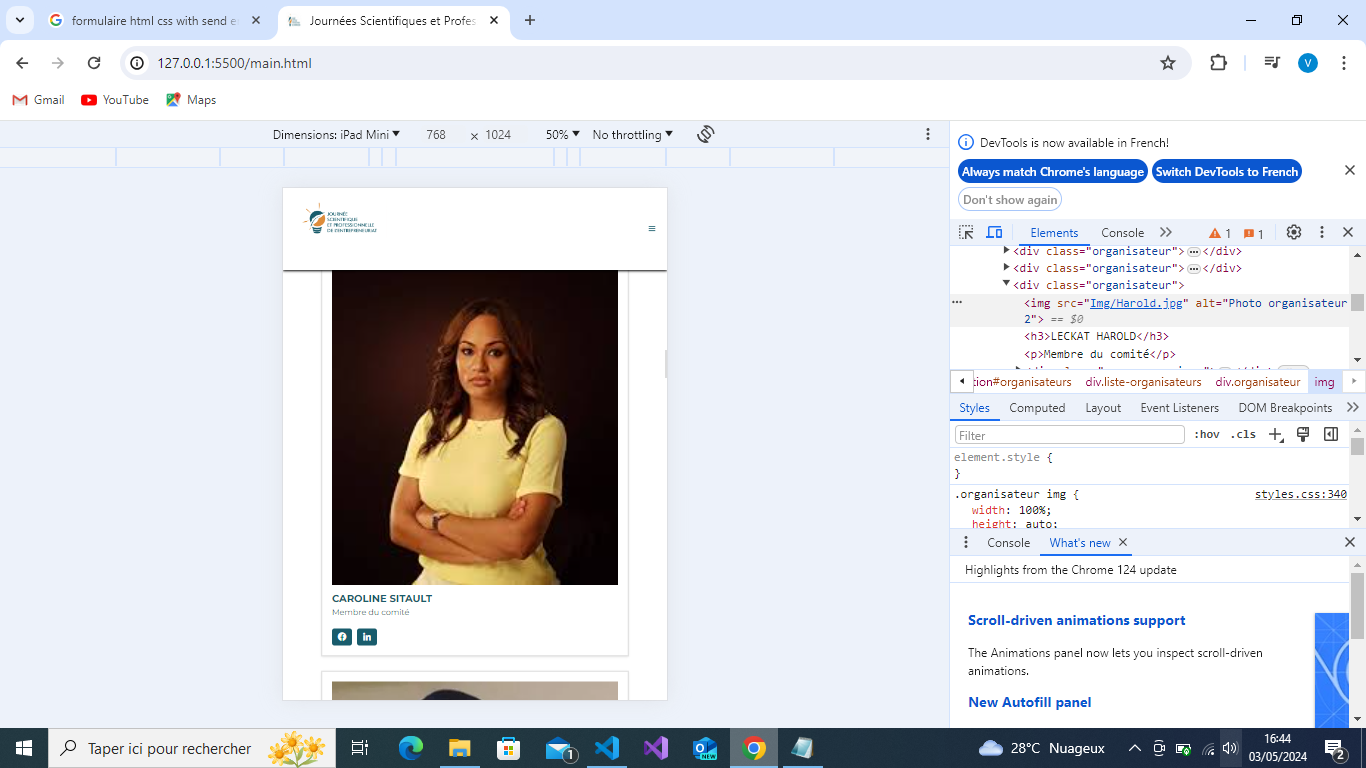 formulaire html css with send e
Journées Scientifiques et Profes
127.0.0.1:5500/main.html
V
Gmail
YouTube
Maps
Dimensions: iPad Mini
768
×
1024
50%
No throttling
DevTools is now available in French!
Always match Chrome's language
Switch DevTools to French
Don't show again
Elements
Console
1
1
<div class="organisateur">…</div>
<div class="organisateur">…</div>
<div class="organisateur">
<img src="Img/Harold.jpg" alt="Photo organisateur
2"> == $0
<h3>LECKAT HAROLD</h3>
<p>Membre du comité</p>
tion#organisateurs
div.liste-organisateurs
div.organisateur
img
Styles
Computed
Layout
Event Listeners
DOM Breakpoints
Filter
:hov
.cls
element.style {
}
.organisateur img {
styles.css:340
width: 100%;
height: auto;
Console
What's new
Highlights from the Chrome 124 update
Scroll-driven animations support
The Animations panel now lets you inspect scroll-driven
animations.
New Autofill panel
JOURNÉE
SCIENTIFIQUE
ET PROFESSIONNELLE
DE L'ENTREPRENEURIAT
CAROLINE SITAULT
Membre du comité
in
Taper ici pour rechercher
1
NEW
28°C Nuageux
16:44
03/05/2024
2